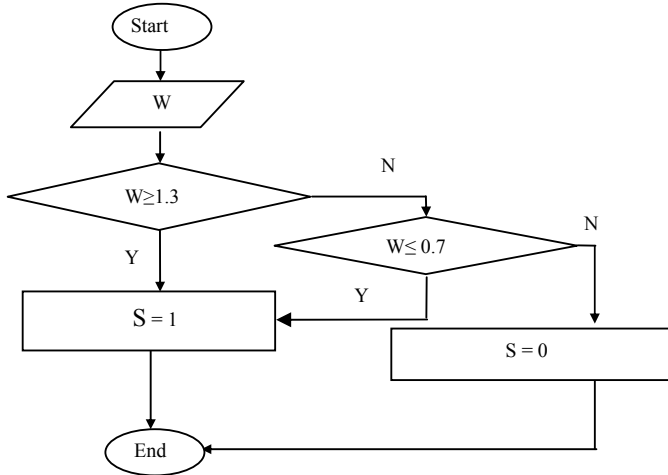 Start
W
N
W≥1.3
N
W≤ 0.7
Y
Y
S = 1
S = 0
End